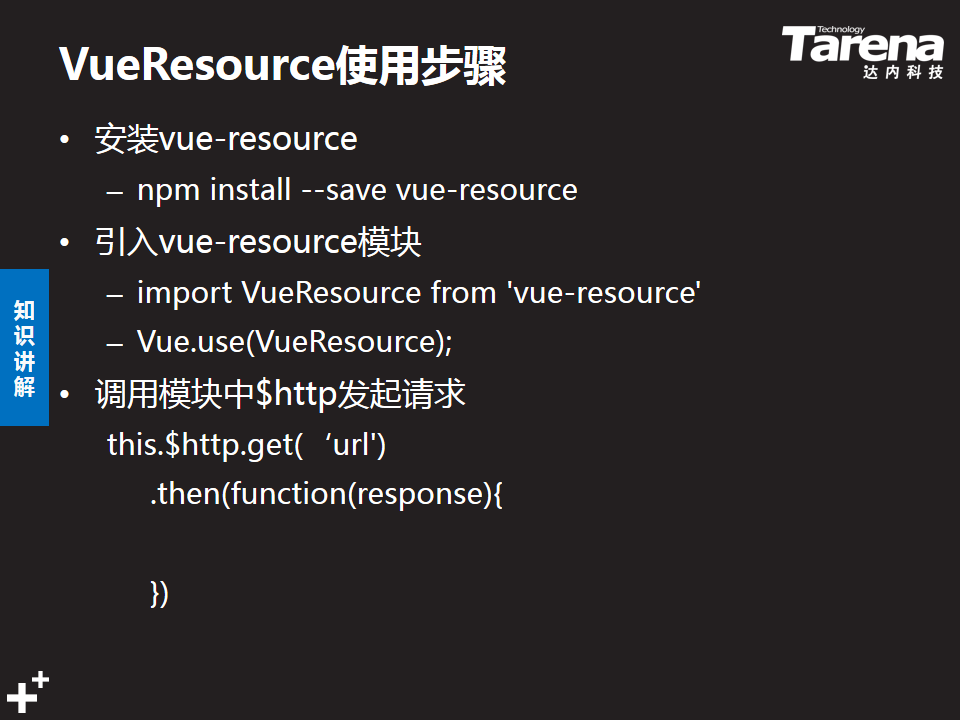 VueResource使用步骤
Technology
Tarena
达内科技
• 安装vue-resource
– npm install --save vue-resource
• 引入vue-resource模块
– import VueResource from 'vue-resource'
– Vue.use(VueResource);
• 调用模块中$http发起请求
this.$http.get(‘url')
.then(function(response){
})
知识讲解